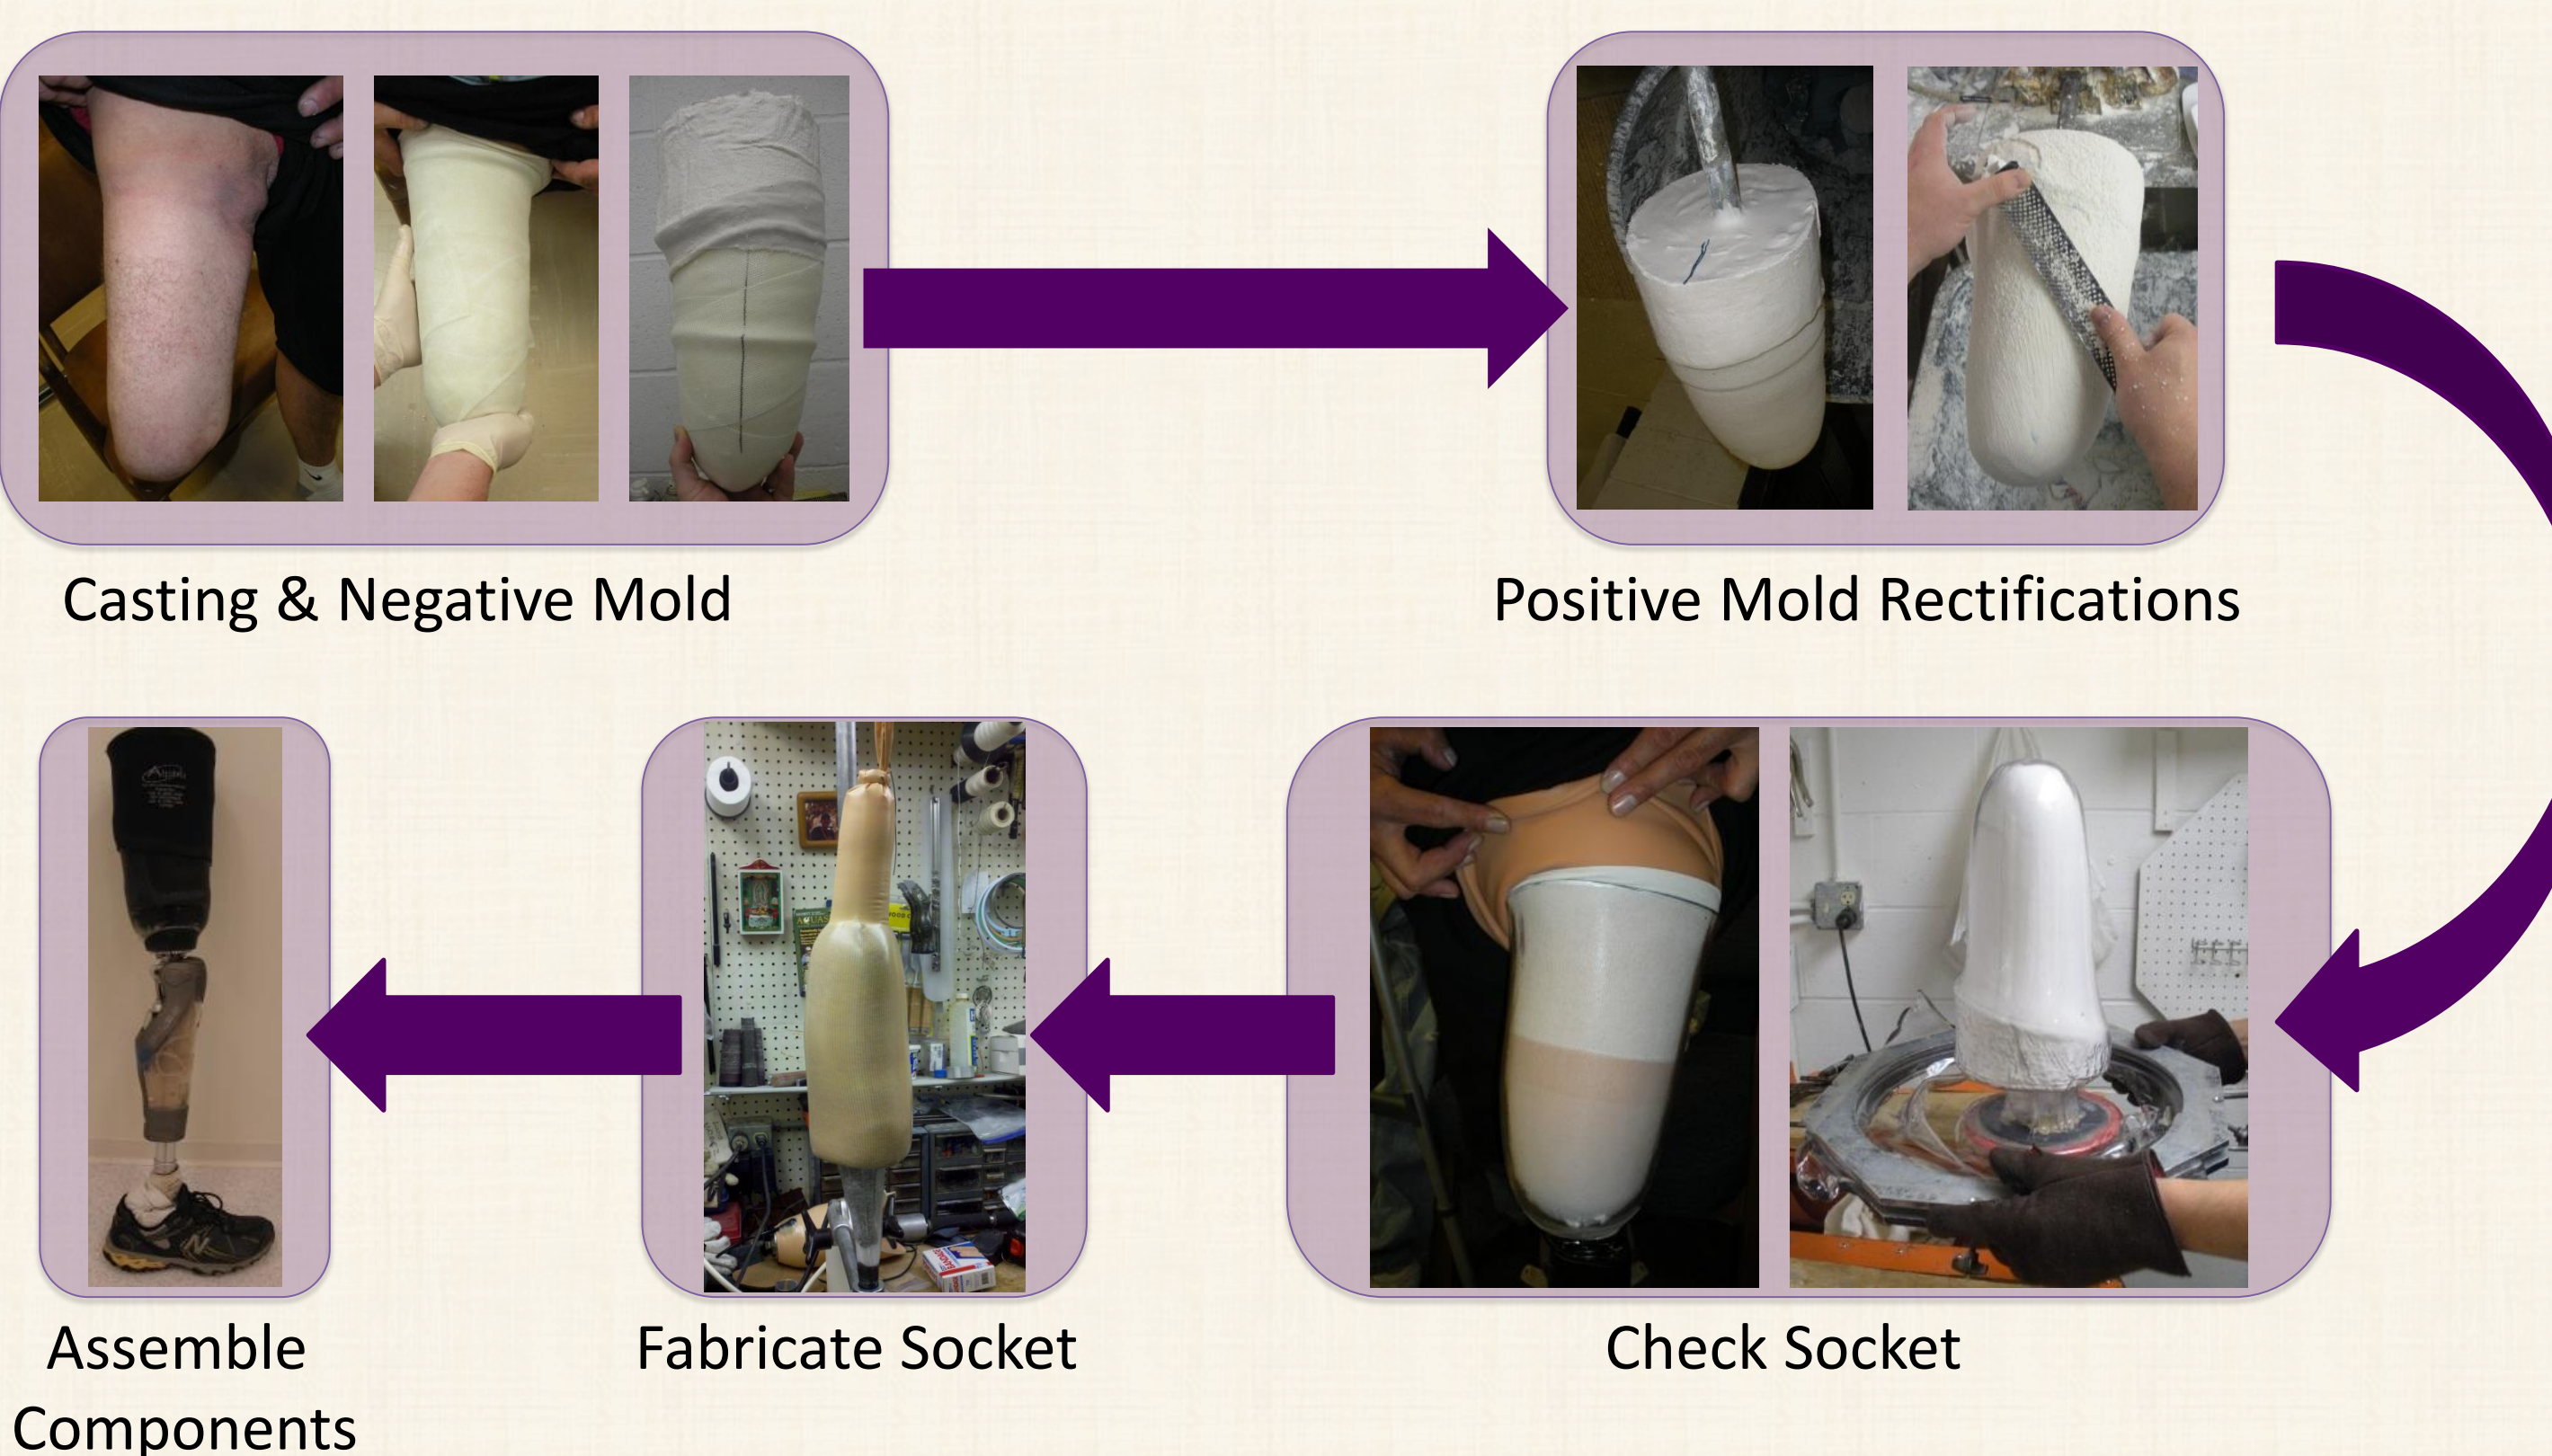 Casting & Negative Mold
Positive Mold Rectifications
Assemble
Components
Fabricate Socket
Check Socket